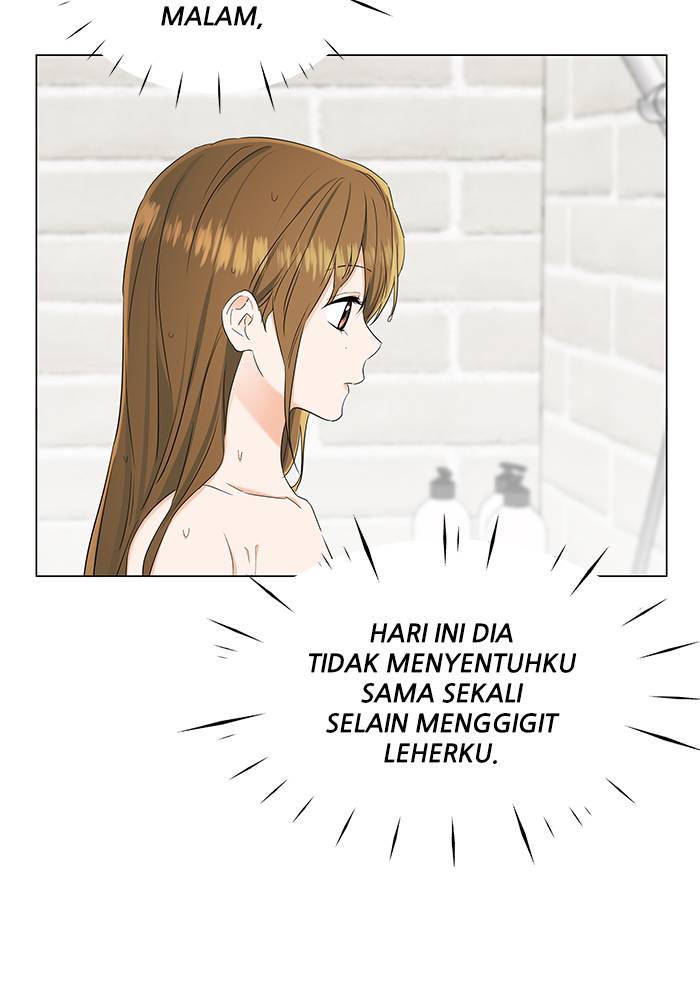 MALAM,
HARI INI DIA
TIDAK MENYENTUHKU
SAMA SEKALI
SELAIN MENGGIGIT
LEHERKU.